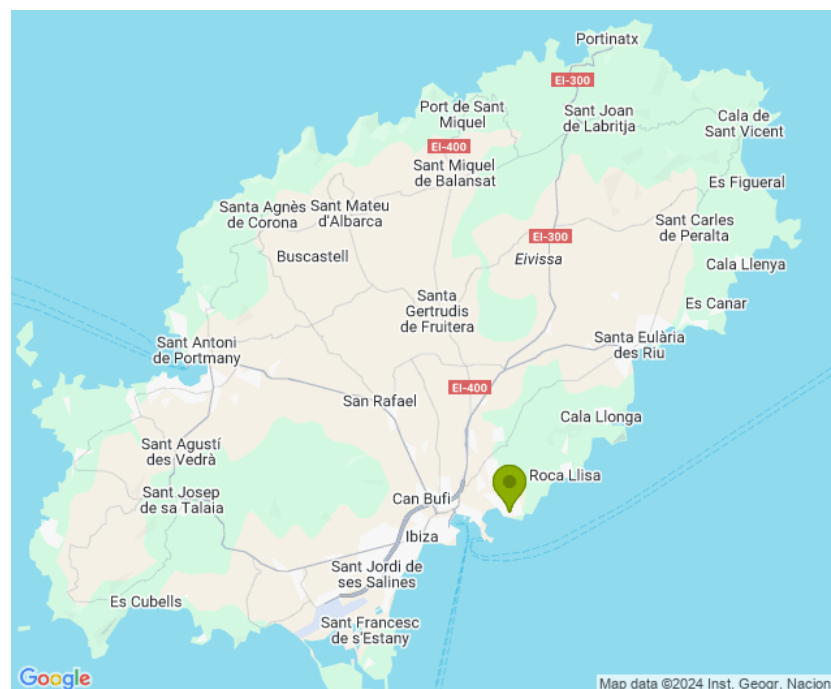 Portinatx
EI-300
Port de Sant
Miquel
Sant Joan
de Labritja
Cala de
Sant Vicent
EI-400
Sant Miquel
de Balansat
Es Figueral
Santa Agnès
de Corona
Sant Mateu
d'Albarca
Sant Carles
de Peralta
EI-300
Buscastell
Eivissa
Cala Llenya
Santa
Gertrudis
de Fruitera
Es Canar
Sant Antoni
de Portmany
Santa Eulària
des Riu
EI-400
San Rafael
Cala Llonga
Sant Agustí
des Vedrà
Roca Llisa
Sant Josep
de sa Talaia
Can Bufi
Ibiza
Sant Jordi de
ses Salines
Es Cubells
Sant Francesc
de s'Estany
Google
Map data ©2024 Inst. Geogr. Nacion